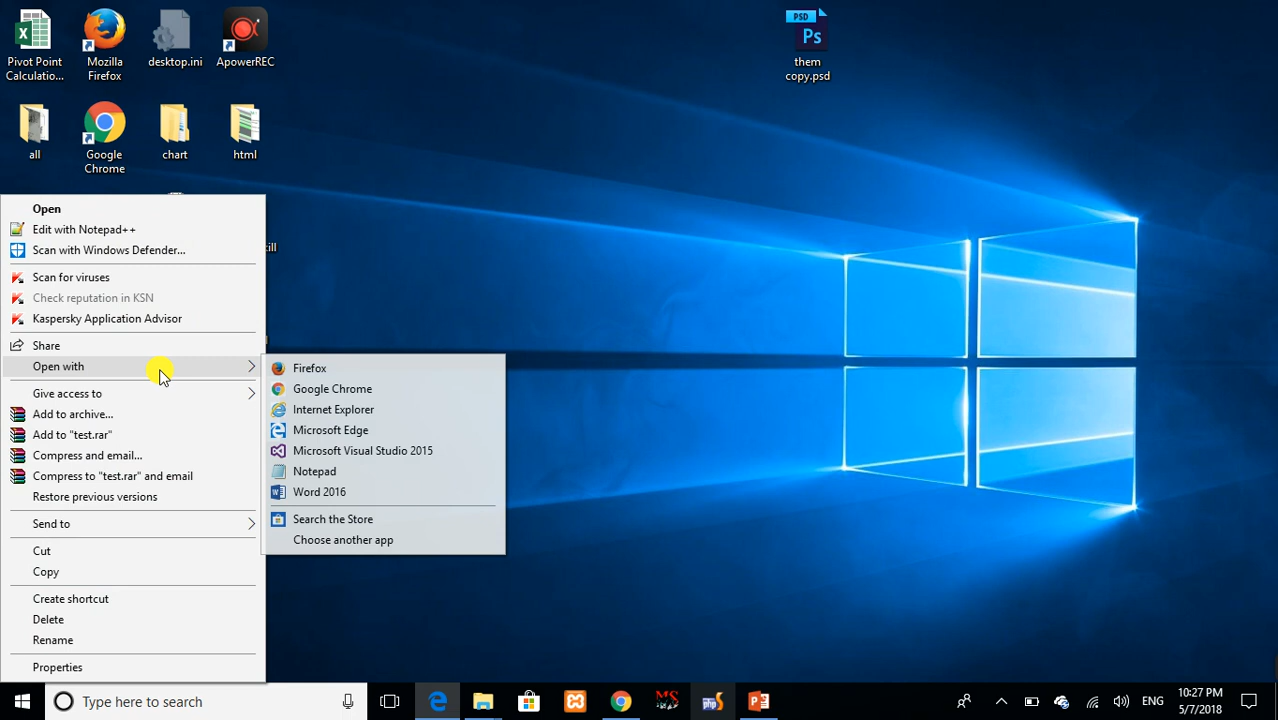 Pivot Point
Calculatio...
Mozilla
Firefox
desktop.ini
ApowerREC
PSD
Ps
them
copy.psd
all
Google
Chrome
chart
html
Open
Edit with Notepad++
Scan with Windows Defender...
Scan for viruses
Check reputation in KSN
Kaspersky Application Advisor
Share
Open with
Give access to
Add to archive...
Add to "test.rar"
Compress and email...
Compress to "test.rar" and email
Restore previous versions
Send to
Cut
Copy
Create shortcut
Delete
Rename
Properties
Firefox
Google Chrome
Internet Explorer
Microsoft Edge
Microsoft Visual Studio 2015
Notepad
Word 2016
Search the Store
Choose another app
Type here to search
MS
php
ENG
10:27 PM
5/7/2018